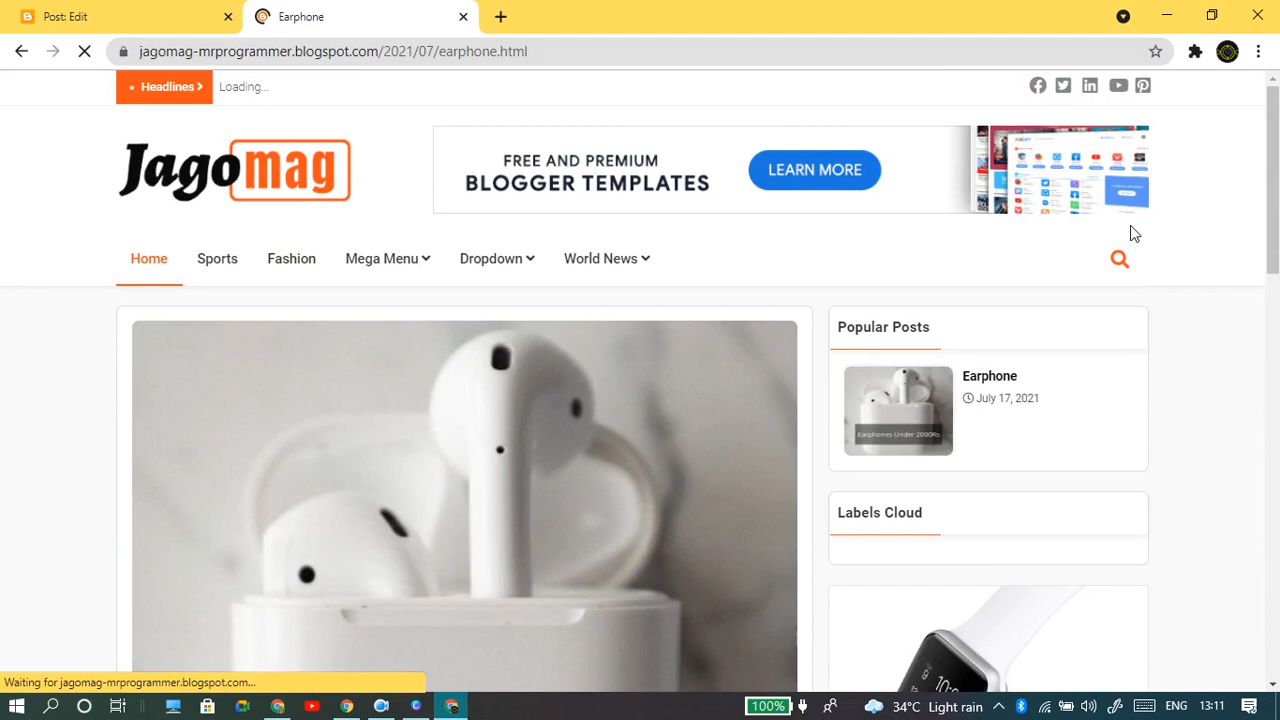 Post: Edit
Earphone
jagomag-mrprogrammer.blogspot.com/2021/07/earphone.html
Headlines
Loading...
Jagomag
FREE AND PREMIUM
BLOGGER TEMPLATES
LEARN MORE
Home
Sports
Fashion
Mega Menu
Dropdown
World News
Popular Posts
Earphone
July 17, 2021
Earphones Under 2000Rs
Labels Cloud
Waiting for jagomag-mrprogrammer.blogspot.com...
100%
34°C Light rain
ENG
13:11